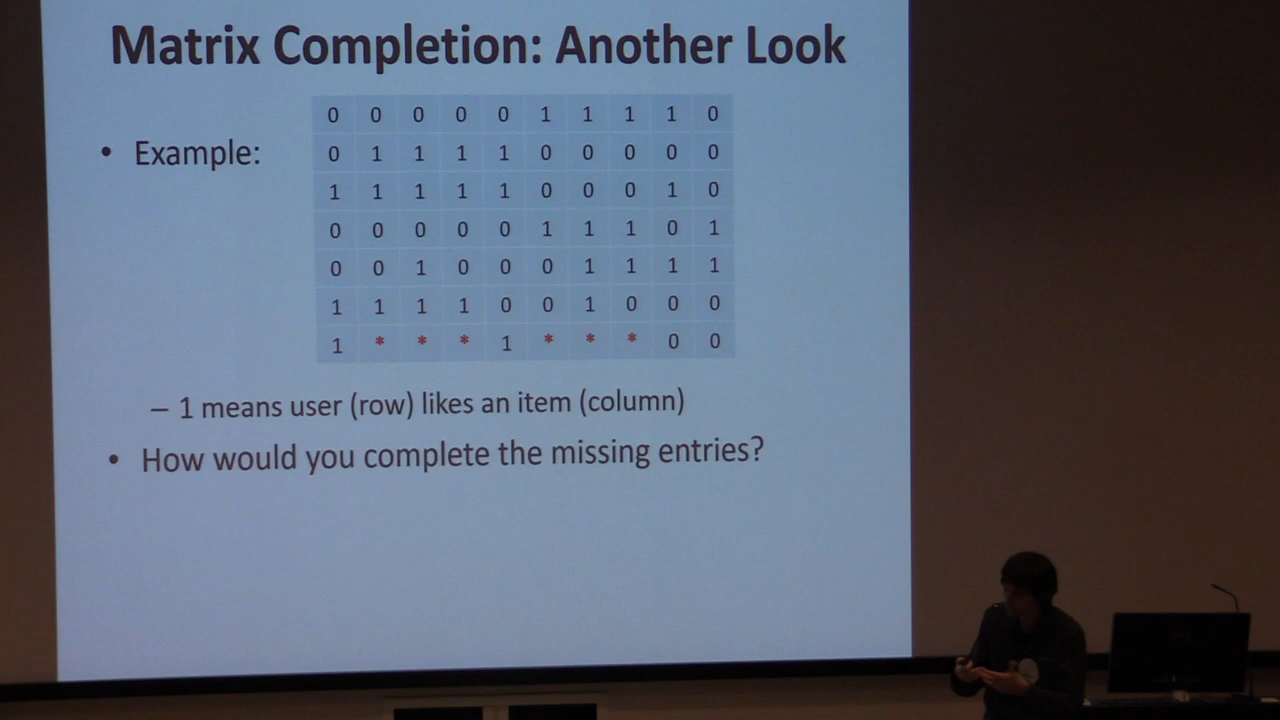 Matrix Completion: Another Look
• Example:
0 0 0 0 0 1 1 1 1 0
0 1 1 1 1 0 0 0 0 0
1 1 1 1 1 0 0 0 1 0
0 0 0 0 0 1 1 1 0 1
0 0 1 0 0 0 1 1 1 1
1 1 1 1 0 0 1 0 0 0
1 * * * 1 * * * 0 0
– 1 means user (row) likes an item (column)
• How would you complete the missing entries?